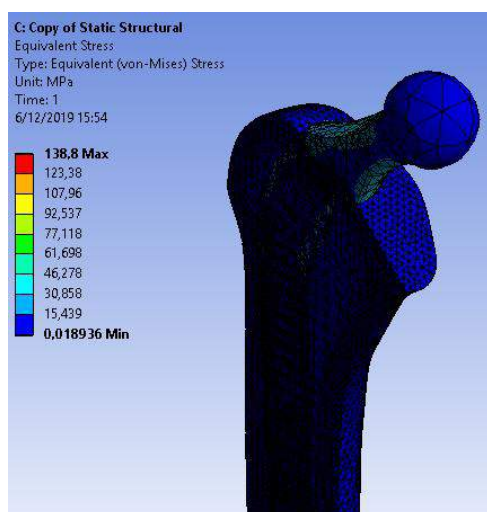 C: Copy of Static Structural
Equivalent Stress
Type: Equivalent (von-Mises) Stress
Unit: MPa
Time: 1
6/12/2019 15:54
138,8 Max
123,38
107,96
92,537
77,118
61,698
46,278
30,858
15,439
0,018936 Min